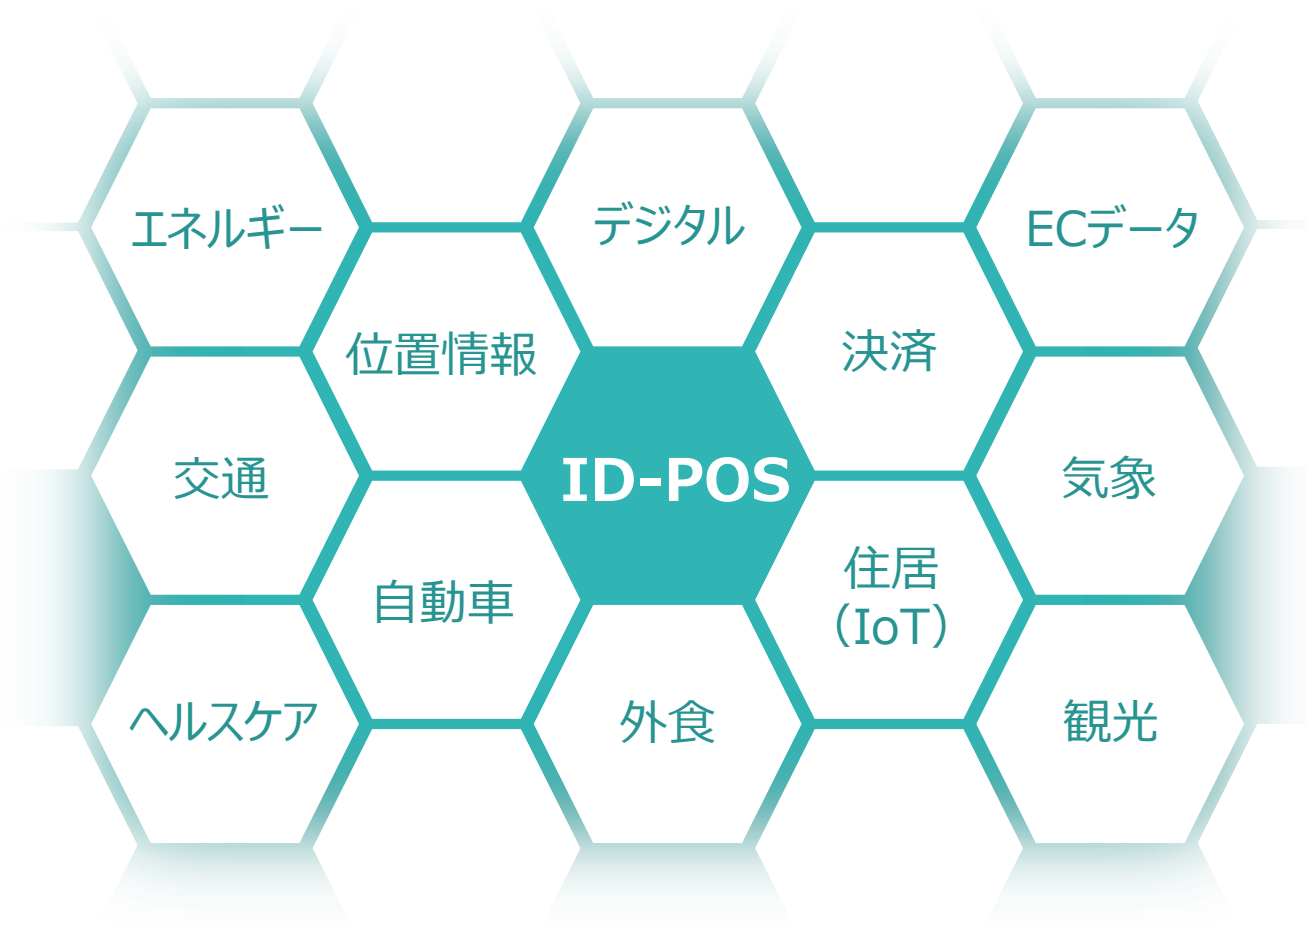 エネルギー
デジタル
ECデータ
位置情報
決済
交通
ID-POS
気象
自動車
住居
（IoT）
ヘルスケア
外食
観光